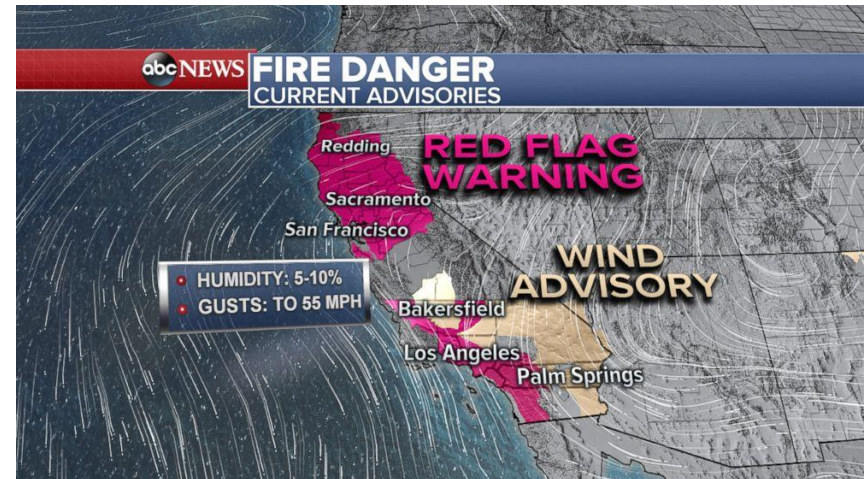 abc NEWS
FIRE DANGER
CURRENT ADVISORIES
Redding
RED FLAG
WARNING
Sacramento
San Francisco
WIND
ADVISORY
HUMIDITY: 5-10%
GUSTS: TO 55 MPH
Bakersfield
Los Angeles
Palm Springs